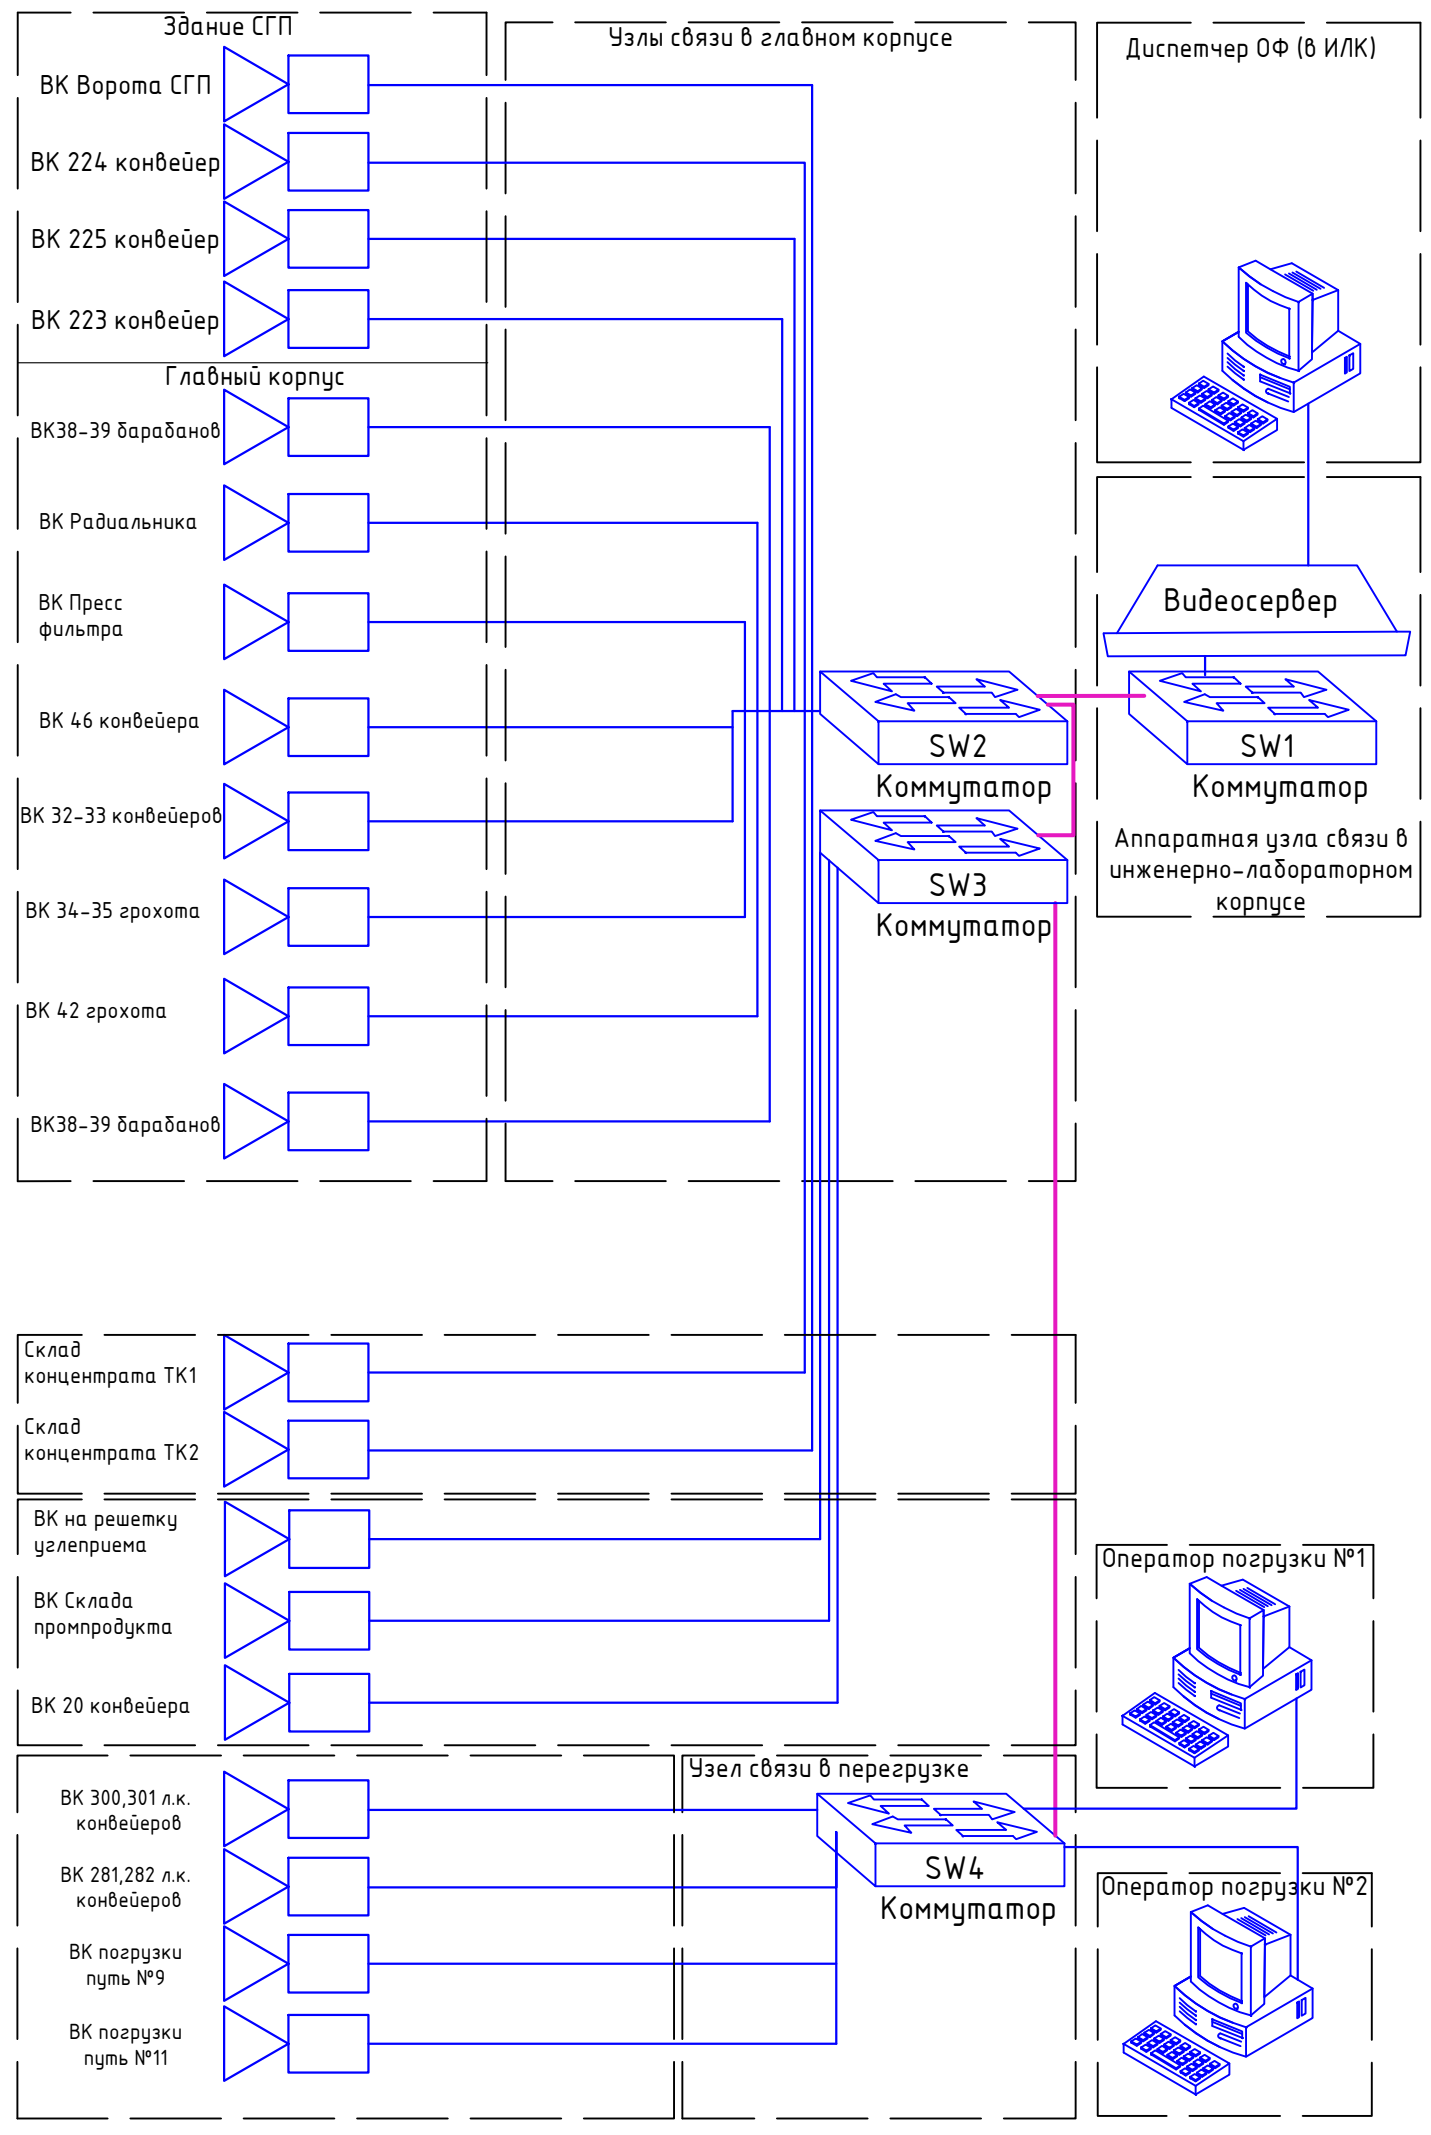 Здание СГП
ВК Ворота СГП
ВК 224 конвейер
ВК 225 конвейер
ВК 223 конвейер
Главный корпус
ВК38-39 барабанов
ВК Радиальника
ВК Пресс
фильтра
ВК 46 конвейера
ВК 32-33 конвейеров
ВК 34-35 грохота
ВК 42 грохота
ВК38-39 барабанов
Узлы связи в главном корпусе
SW2
Коммутатор
SW3
Коммутатор
Диспетчер ОФ (в ИЛК)
Видеосервер
SW1
Коммутатор
Аппаратная узла связи в
инженерно-лабораторном
корпусе
Склад
концентрата ТК1
Склад
концентрата ТК2
ВК на решетку
углеприема
ВК Склада
промпродукта
ВК 20 конвейера
Оператор погрузки №1
ВК 300,301 л.к.
конвейеров
ВК 281,282 л.к.
конвейеров
ВК погрузки
путь №9
ВК погрузки
путь №11
Узел связи в перегрузке
SW4
Коммутатор
Оператор погрузки №2